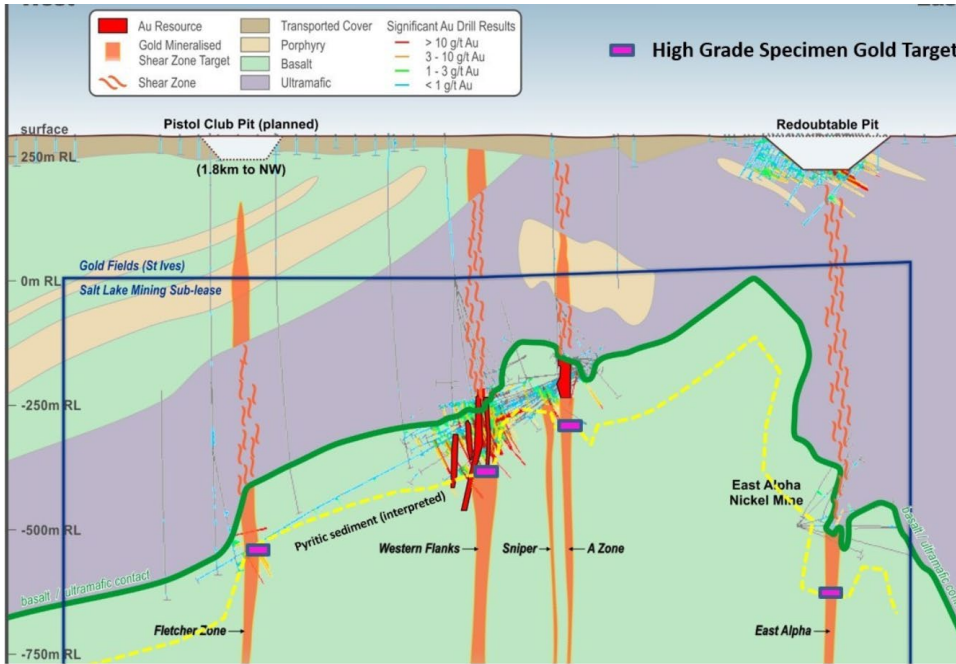 Au Resource
Gold Mineralised
Shear Zone Target
Shear Zone
Transported Cover
Porphyry
Basalt
Ultramafic
Significant Au Drill Results
> 10 g/t Au
3 - 10 g/t Au
1 - 3 g/t Au
< 1 g/t Au
High Grade Specimen Gold Target
surface
Pistol Club Pit (planned)
Redoubtable Pit
250m RL
(1.8km to NW)
Gold Fields (St Ives)
0m RL
Salt Lake Mining Sub-lease
-250m RL
East Alpha
Nickel Mine
-500m RL
Pyritic sediment (interpreted)
Western Flanks
Sniper
A Zone
basalt / ultramafic contact
basalt / ultramafic
Fletcher Zone
East Alpha
-750m RL